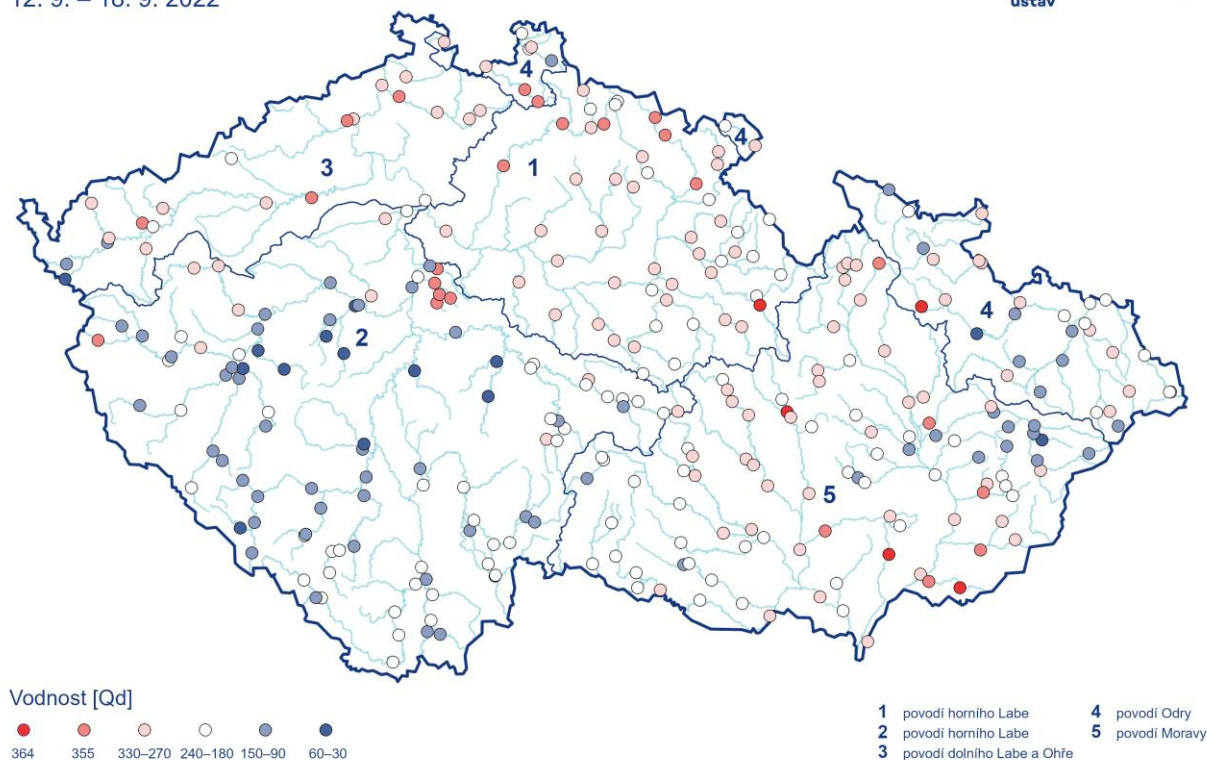 12. 9. – 18. 9. 2022
ústav
4
4
3
1
2
4
5
Vodnost [Qd]
364 355 330–270 240–180 150–90 60–30
1 povodí horního Labe
2 povodí horního Labe
3 povodí dolního Labe a Ohře
4 povodí Odry
5 povodí Moravy